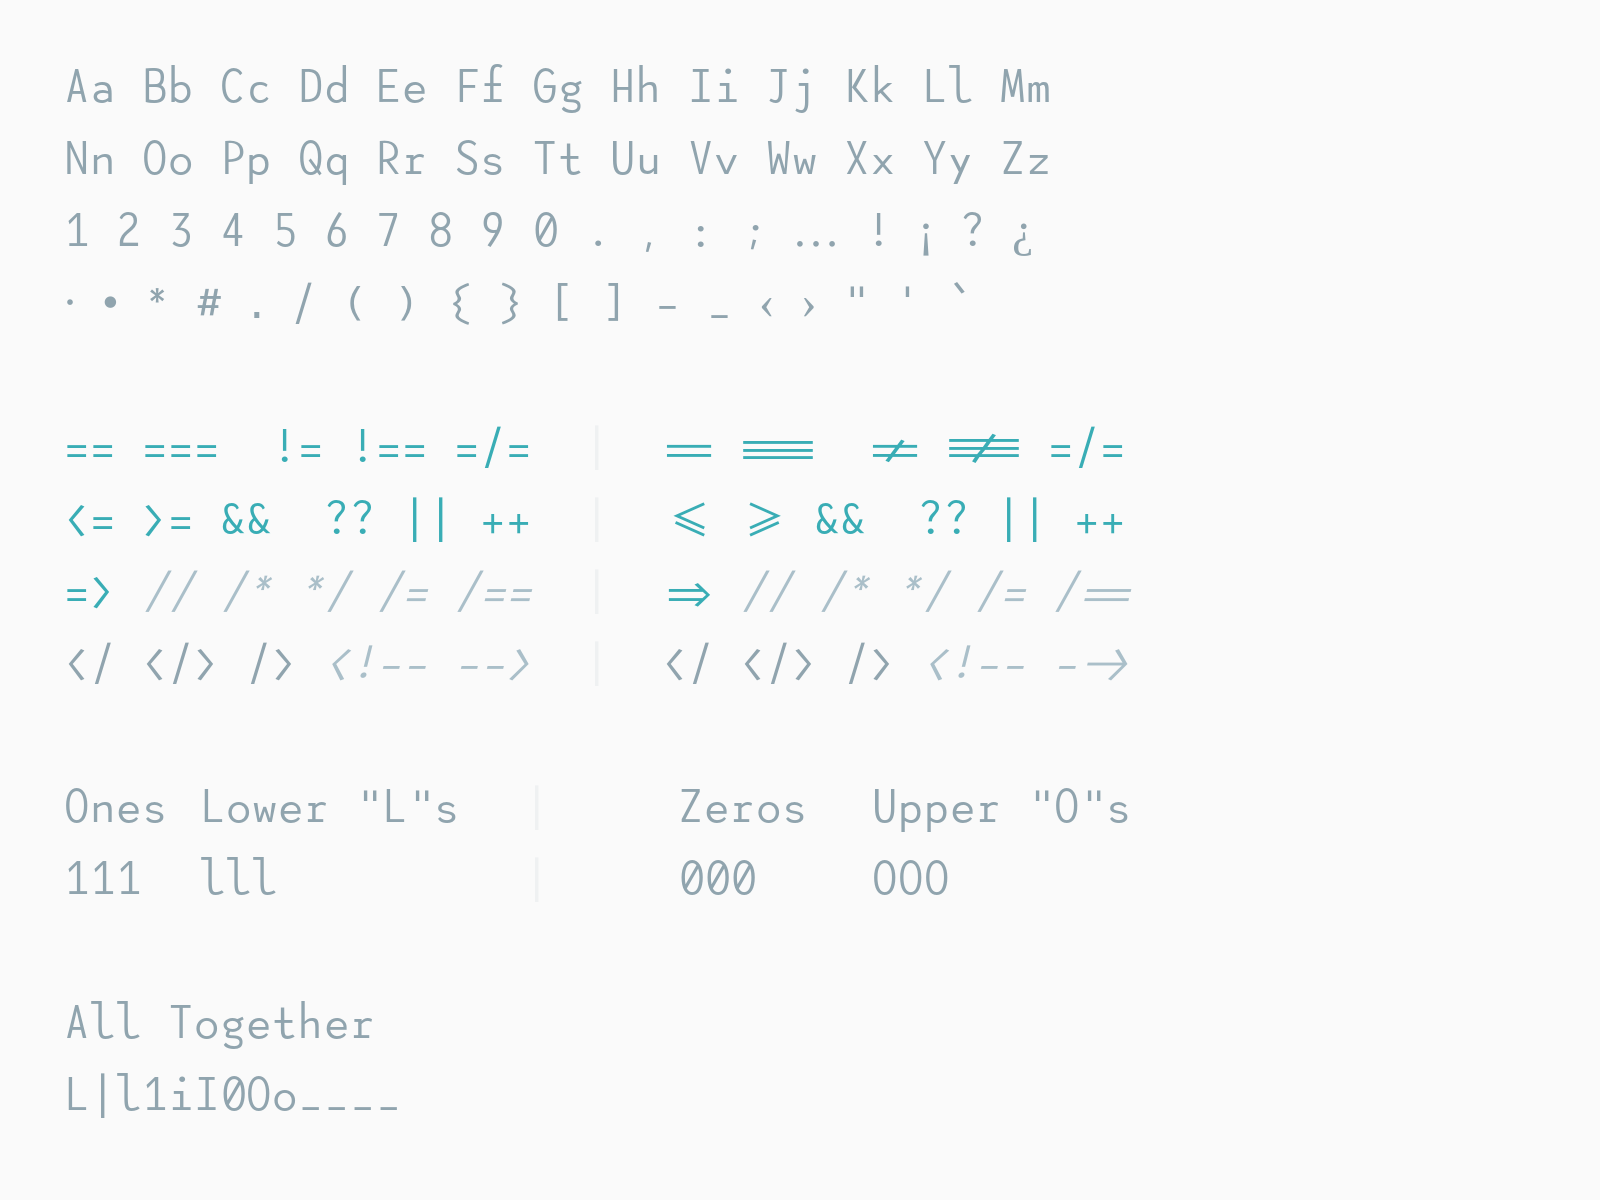 Aa Bb Cc Dd Ee Ff Gg Hh Ii Jj Kk Ll Mm
Nn Oo Pp Qq Rr Ss Tt Uu Vv Ww Xx Yy Zz
1 2 3 4 5 6 7 8 9 0 . , : ; … ! ¡ ? ¿
· • * # . / ( ) { } [ ] – _ ‹ › " ' `
== === != !== =/= | == === != !== =/=
<= >= && ?? || ++ | <= >= && ?? || ++
=> // /* */ /= /== | => // /* */ /= /==
</ </> /> <!-- --> | </ </> /> <!-- -->
Ones Lower "L"s | Zeros Upper "O"s
111 lll | 000 OOO
All Together
L|l1iI0Oo____